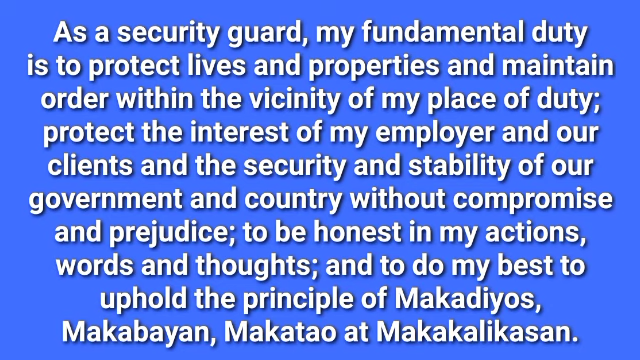 As a security guard, my fundamental duty
is to protect lives and properties and maintain
order within the vicinity of my place of duty;
protect the interest of my employer and our
clients and the security and stability of our
government and country without compromise
and prejudice; to be honest in my actions,
words and thoughts; and to do my best to
uphold the principle of Makadiyos,
Makabayan, Makatao at Makakalikasan.